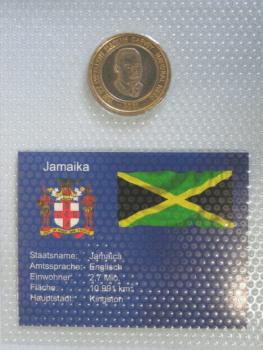 Jamaika
Staatsname: Jamaica
Amtssprache: Englisch
Einwohner: 2,7 Mio.
Fläche: 10.991 km²
Hauptstadt: Kingston